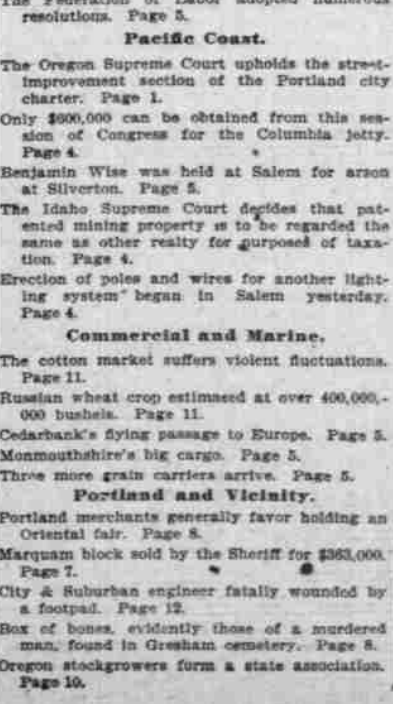 The Federation of Labor adopted numerous
resolutions. Page 5.
Pacific Coast.
The Oregon Supreme Court upholds the street-
improvement section of the Portland city
charter. Page 1.
Only $600,000 can be obtained from this ses-
sion of Congress for the Columbia jetty.
Page 4.
Benjamin Wise was held at Salem for arson
at Silverton. Page 5.
The Idaho Supreme Court decides that pat-
ented mining property is to be regarded the
same as other realty for purposed of taxa-
tion. Page 4.
Erection of poles and wires for another light-
ing system began in Salem yesterday.
Page 4.
Commercial and Marine.
The cotton market suffers violent fluctuations.
Page 11.
Russian wheat crop estimseed at over 400,000,-
000 bushels. Page 11.
Cedarbank's flying passage to Europe. Page 5.
Monmouthshire's big cargo. Page 5.
Three more grain carriers arrive. Page 5.
Portland and Vicinity.
Portland merchants generally favor holding an
Oriental fair. Page 8.
Marquam block sold by the Sheriff for $363,000.
Page 7.
City & Suburban engineer fatally wounded by
a footpad. Page 12.
Box of bones, evidently those of a murdered
man, found in Gresham cemetery. Page 8.
Oregon stockgrowers form a state association.
Page 10.